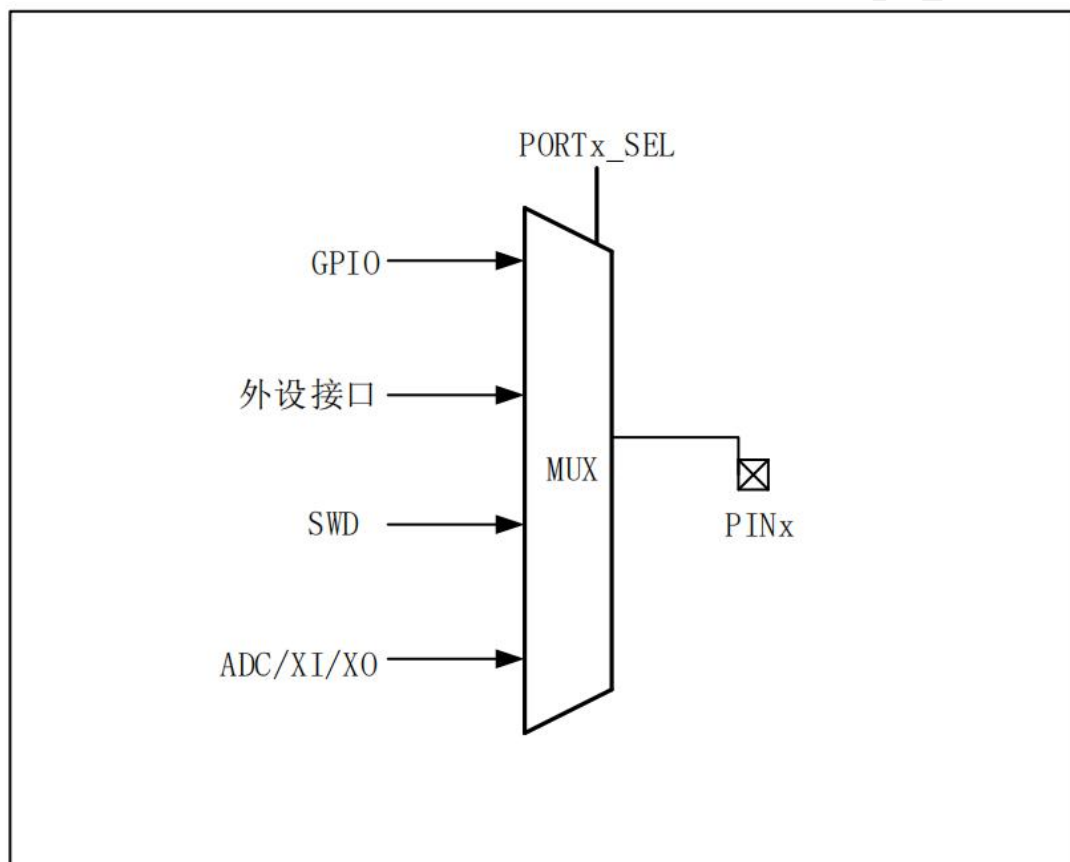 PORTx_SEL
GPIO
外设接口
MUX
SWD
PINx
ADC/XI/XO